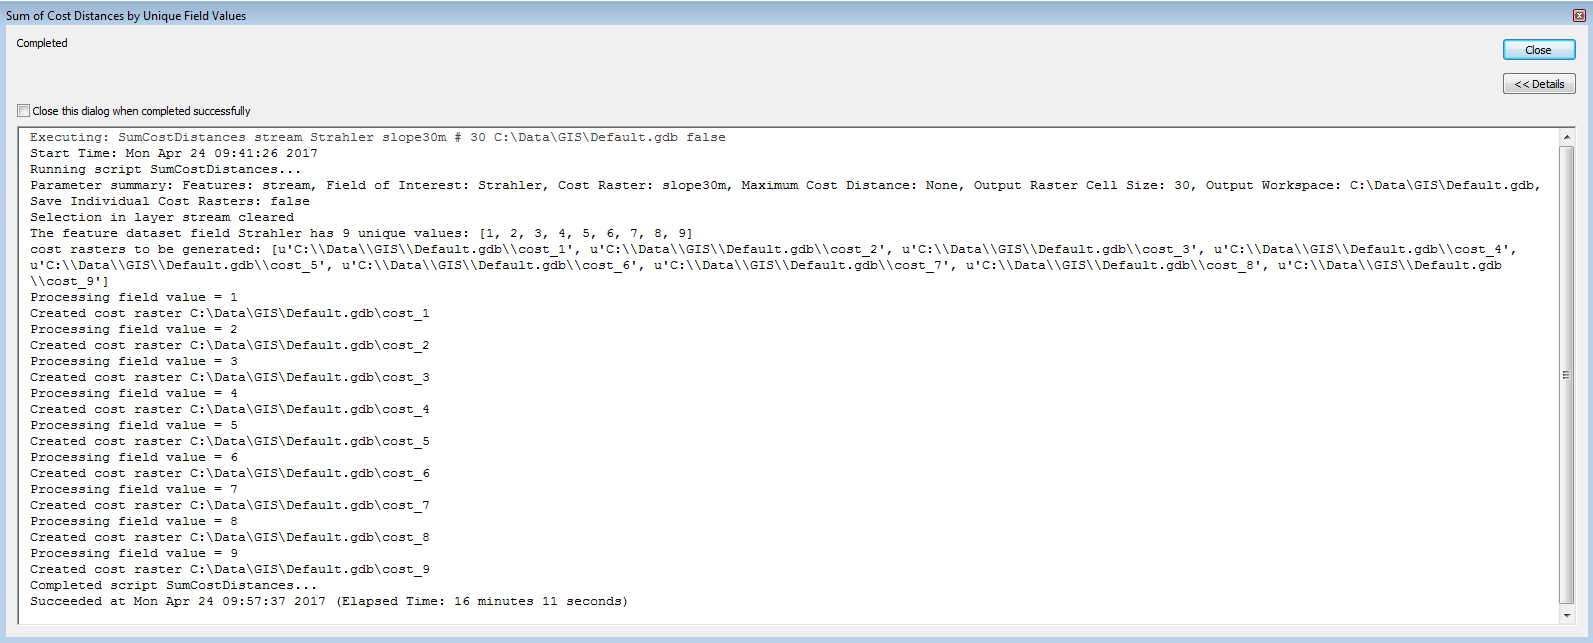 Sum of Cost Distances by Unique Field Values
Completed
Close
<< Details
Close this dialog when completed successfully
Executing: SumCostDistances stream Strahler slope30m # 30 C:\Data\GIS\Default.gdb false
Start Time: Mon Apr 24 09:41:26 2017
Running script SumCostDistances...
Parameter summary: Features: stream, Field of Interest: Strahler, Cost Raster: slope30m, Maximum Cost Distance: None, Output Raster Cell Size: 30, Output Workspace: C:\Data\GIS\Default.gdb,
Save Individual Cost Rasters: false
Selection in layer stream cleared
The feature dataset field Strahler has 9 unique values: [1, 2, 3, 4, 5, 6, 7, 8, 9]
cost rasters to be generated: [u'C:\\Data\\GIS\\Default.gdb\\cost_1', u'C:\\Data\\GIS\\Default.gdb\\cost_2', u'C:\\Data\\GIS\\Default.gdb\\cost_3', u'C:\\Data\\GIS\\Default.gdb\\cost_4',
u'C:\\Data\\GIS\\Default.gdb\\cost_5', u'C:\\Data\\GIS\\Default.gdb\\cost_6', u'C:\\Data\\GIS\\Default.gdb\\cost_7', u'C:\\Data\\GIS\\Default.gdb\\cost_8', u'C:\\Data\\GIS\\Default.gdb
\\cost_9']
Processing field value = 1
Created cost raster C:\Data\GIS\Default.gdb\cost_1
Processing field value = 2
Created cost raster C:\Data\GIS\Default.gdb\cost_2
Processing field value = 3
Created cost raster C:\Data\GIS\Default.gdb\cost_3
Processing field value = 4
Created cost raster C:\Data\GIS\Default.gdb\cost_4
Processing field value = 5
Created cost raster C:\Data\GIS\Default.gdb\cost_5
Processing field value = 6
Created cost raster C:\Data\GIS\Default.gdb\cost_6
Processing field value = 7
Created cost raster C:\Data\GIS\Default.gdb\cost_7
Processing field value = 8
Created cost raster C:\Data\GIS\Default.gdb\cost_8
Processing field value = 9
Created cost raster C:\Data\GIS\Default.gdb\cost_9
Completed script SumCostDistances...
Succeeded at Mon Apr 24 09:57:37 2017 (Elapsed Time: 16 minutes 11 seconds)